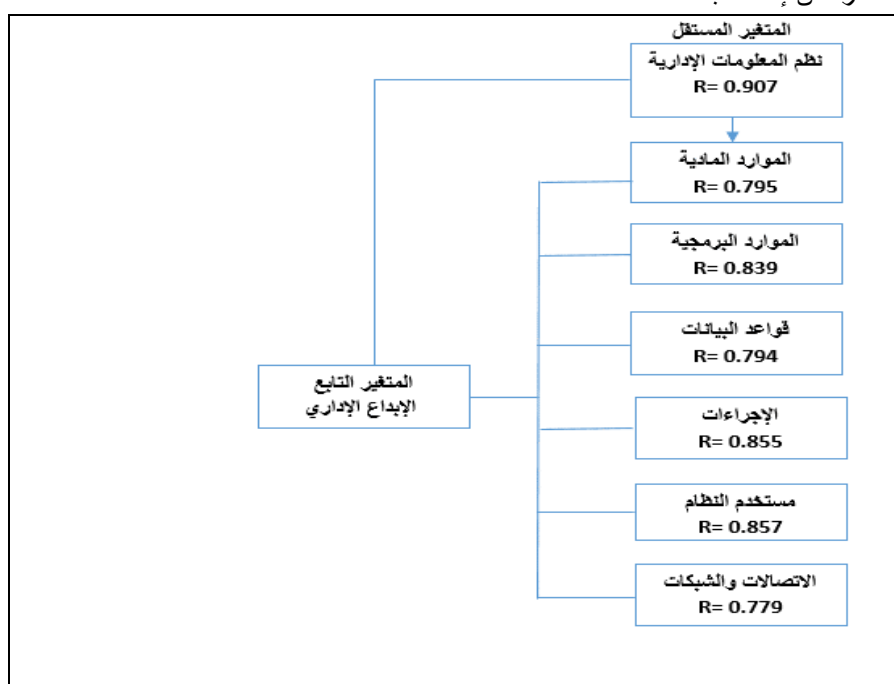 المتغير المستقل
نظم المعلومات الإدارية
R= 0.907
الموارد المادية
R= 0.795
الموارد البرمجية
R= 0.839
قواعد البيانات
R= 0.794
المتغير التابع
الإبداع الإداري
الإجراءات
R= 0.855
مستخدم النظام
R= 0.857
الاتصالات والشبكات
R= 0.779